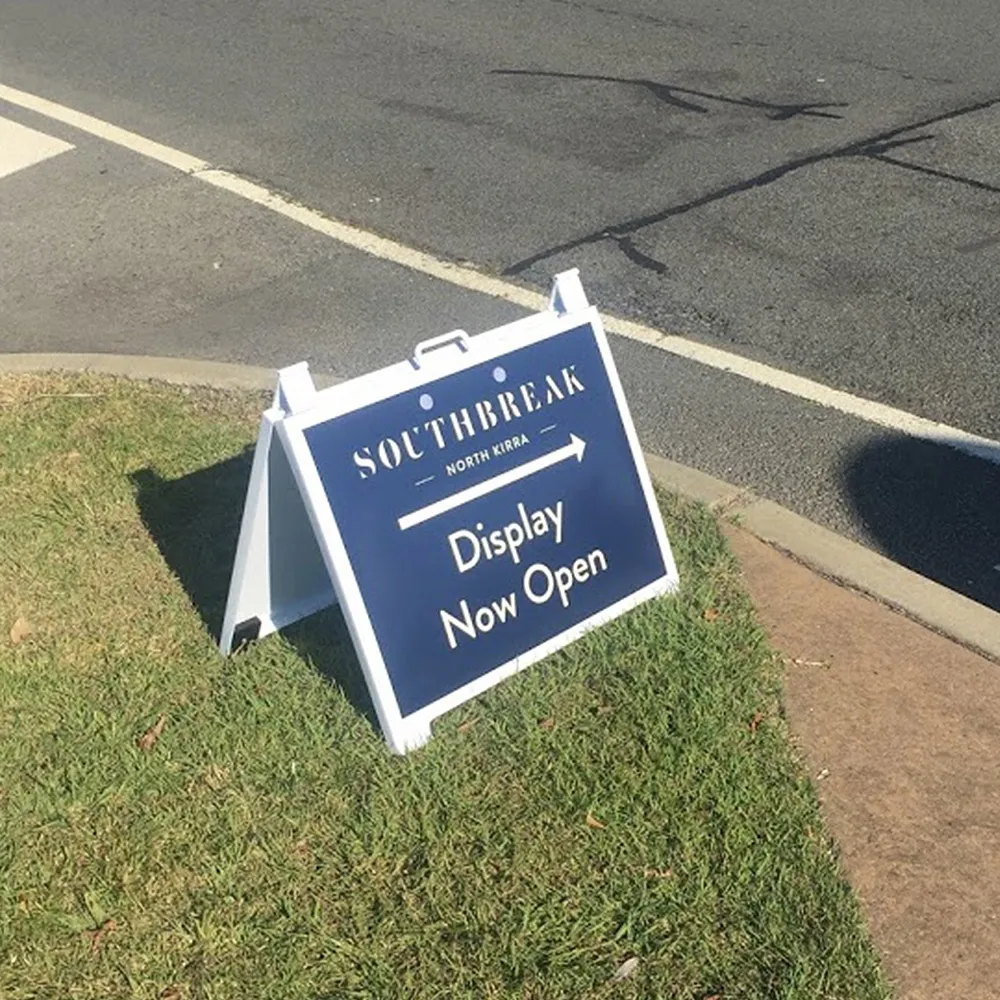 SOUTHBREAK
NORTH KIRRA
Display
Now Open